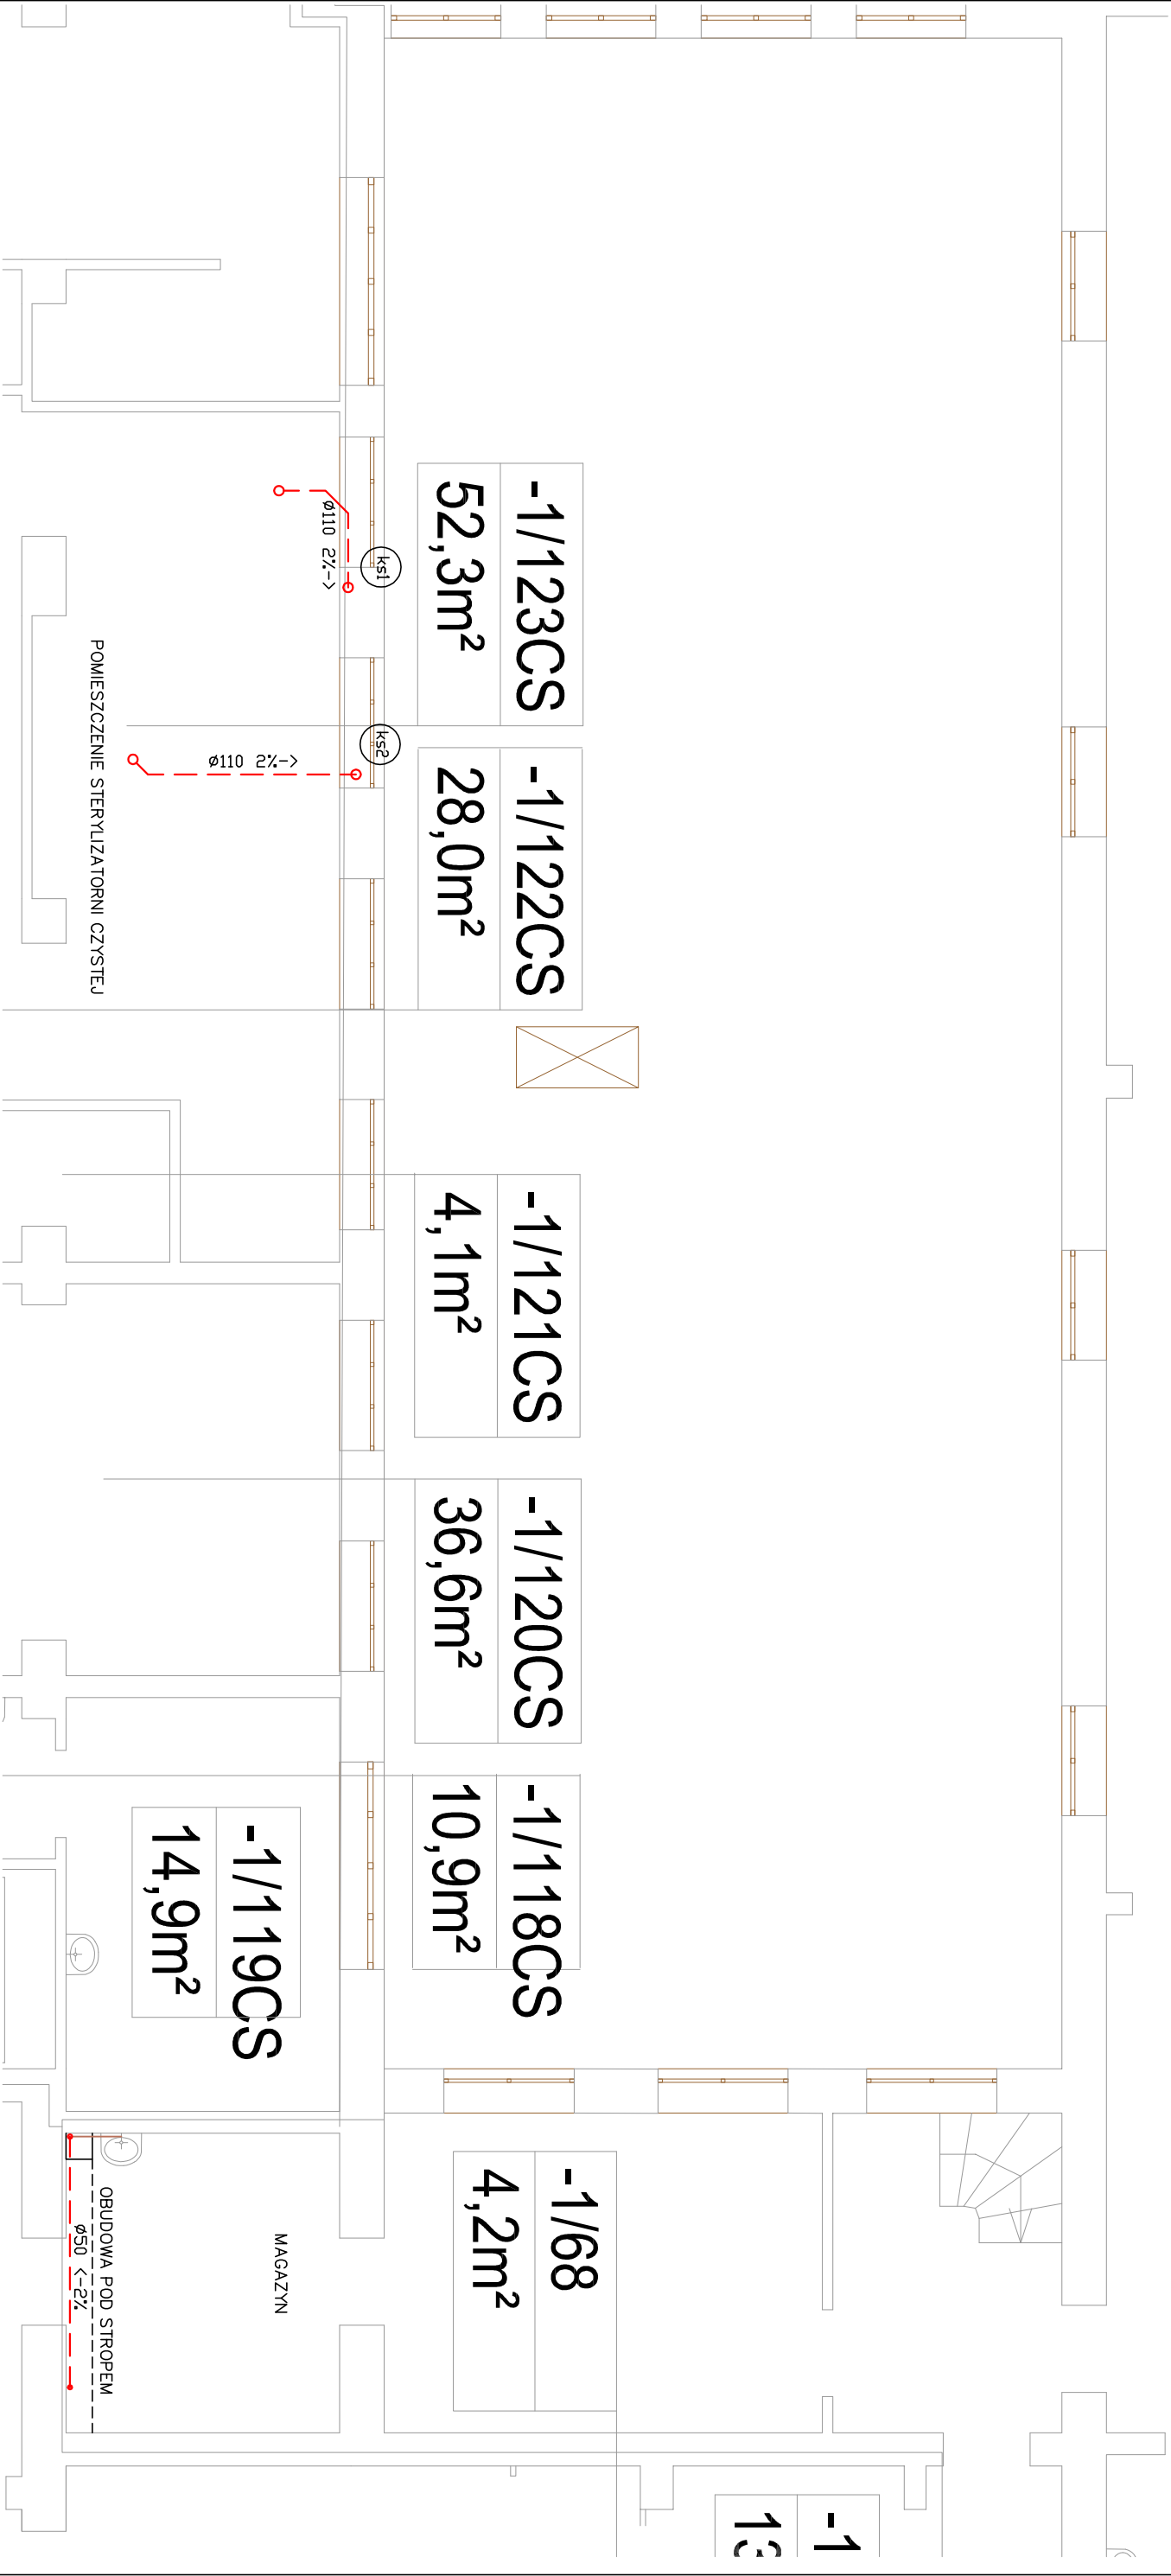 -1/123CS
52,3m²
ks1
ø110 2%->
-1/122CS
28,0m²
ks2
ø110 2%->
POMIESZCZENIE STERYLIZATORNI CZYSTEJ
-1/121CS
4,1m²
-1/120CS
36,6m²
-1/118CS
10,9m²
-1/119CS
14,9m²
-1/68
4,2m²
MAGAZYN
OBUDOWA POD STROPEM
ø50 <-2%
-1
13